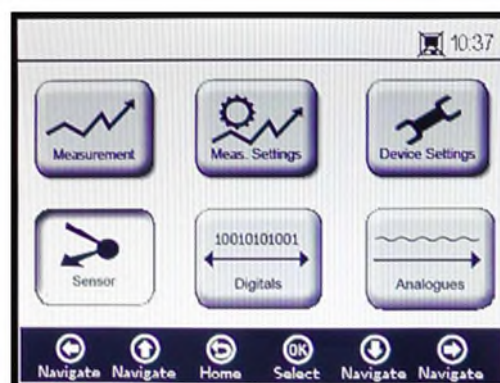 10:37
Measurement Meas. Settings Device Settings
10010101001
Sensor Digitals Analogues
OK
Navigate Navigate Home Select Navigate Navigate